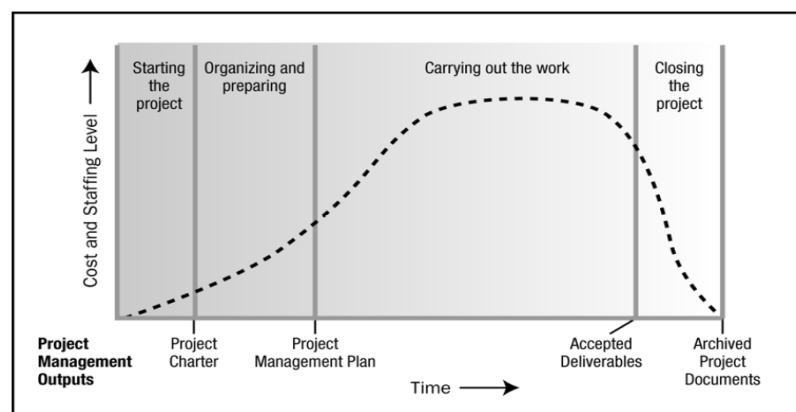 Starting
the
project
Organizing and
preparing
Carrying out the work
Closing
the
project
Cost and Staffing Level
Project
Management
Outputs
Project
Charter
Project
Management Plan
Accepted
Deliverables
Archived
Project
Documents
Time